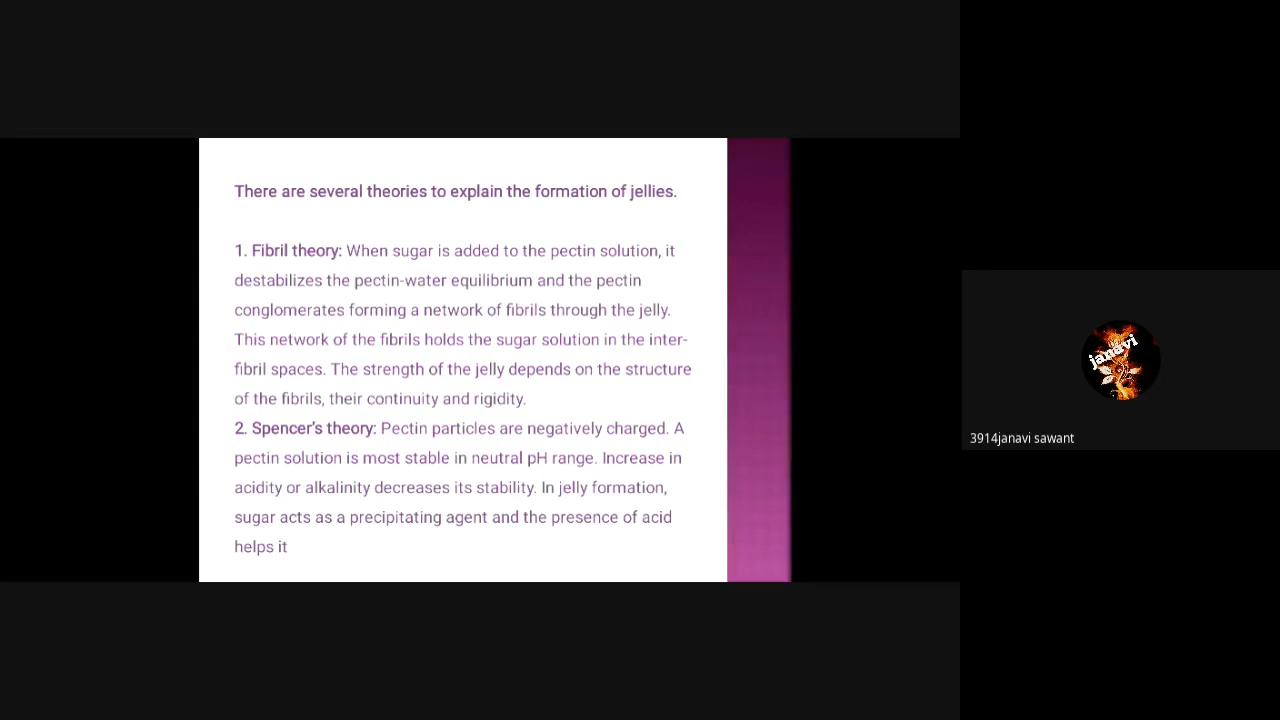 There are several theories to explain the formation of jellies.
1. Fibril theory: When sugar is added to the pectin solution, it
destabilizes the pectin-water equilibrium and the pectin
conglomerates forming a network of fibrils through the jelly.
This network of the fibrils holds the sugar solution in the inter-
fibril spaces. The strength of the jelly depends on the structure
of the fibrils, their continuity and rigidity.
2. Spencer's theory: Pectin particles are negatively charged. A
pectin solution is most stable in neutral pH range. Increase in
acidity or alkalinity decreases its stability. In jelly formation,
sugar acts as a precipitating agent and the presence of acid
helps it
janavi
3914janavi sawant